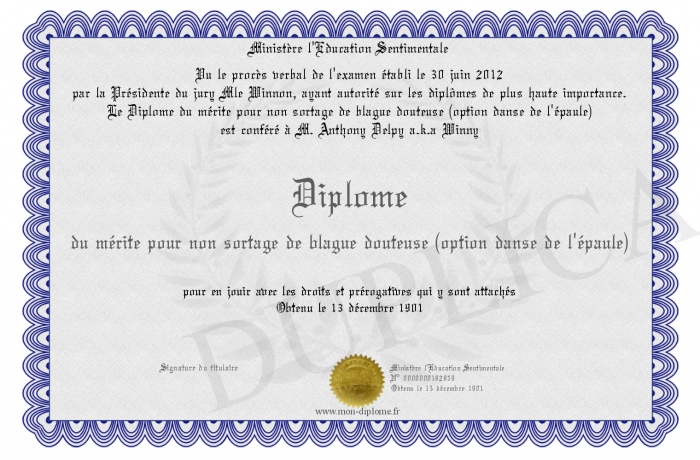 Ministère l'Education Sentimentale
Vu le procès verbal de l'examen établi le 30 juin 2012
par la Présidente du jury Mle Winnon, ayant autorité sur les diplômes de plus haute importance.
Le Diplome du mérite pour non sortage de blague douteuse (option danse de l'épaule)
est conféré à M. Anthony Delpy a.k.a Winny
Diplome
du mérite pour non sortage de blague douteuse (option danse de l'épaule)
pour en jouir avec les droits et prérogatives qui y sont attachés
Obtenu le 13 décembre 1901
DUPLICA
Signature du titulaire
Ministère l'Education Sentimentale
N° 0000000182959
Obtenu le 13 décembre 1901
www.mon-diplome.fr